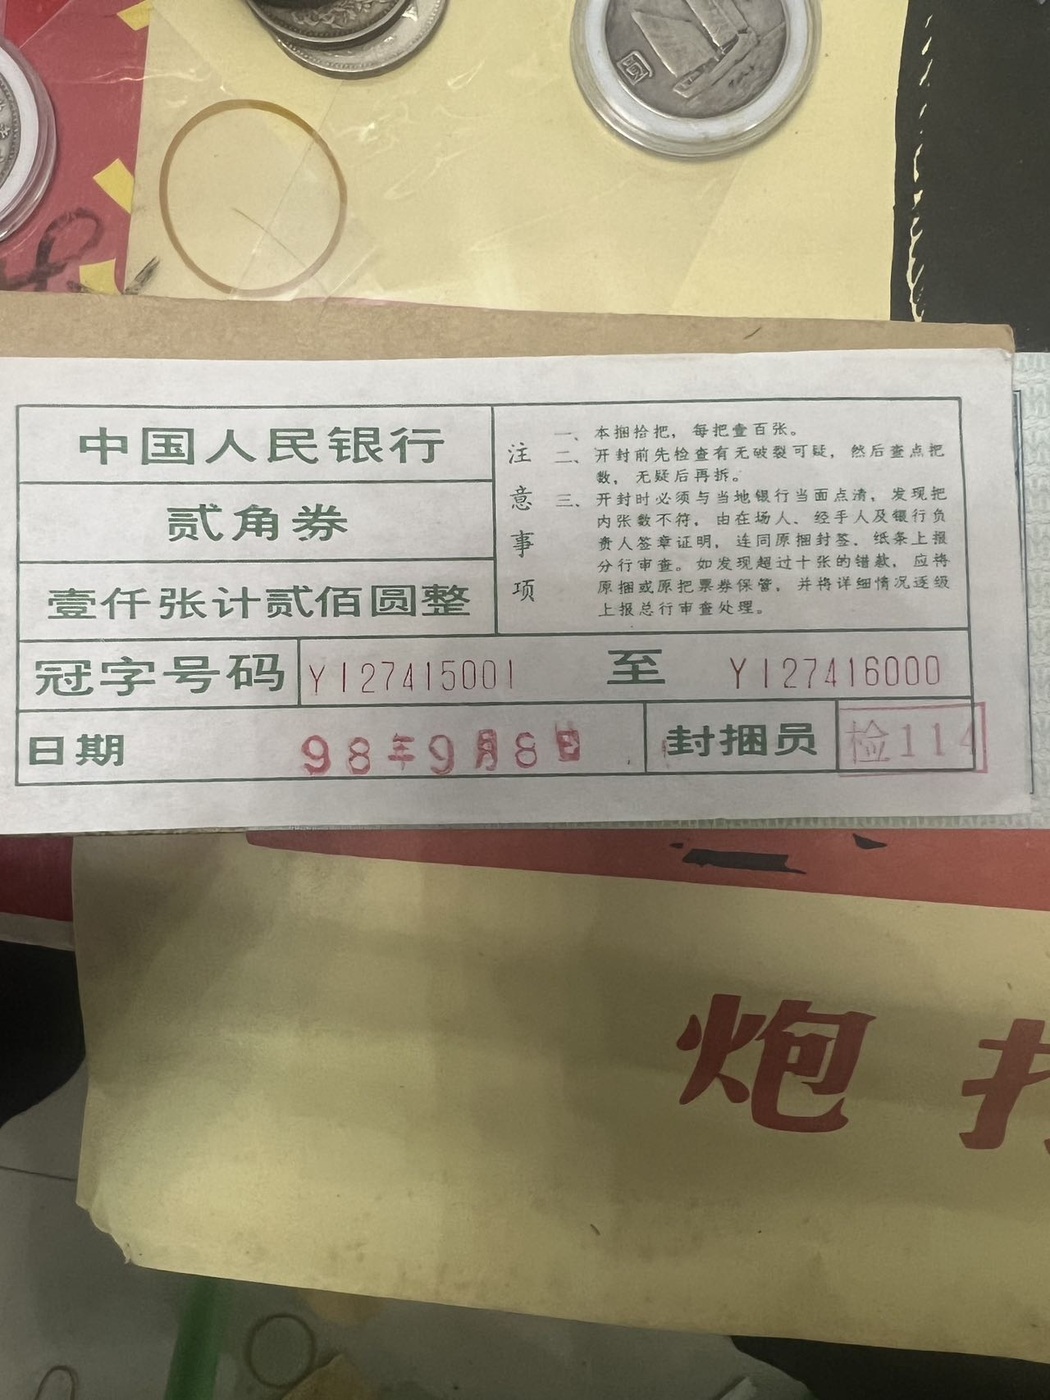 圆
中国人民银行
贰角券
壹仟张计贰佰圆整
注意事项
一、本捆拾把，每把壹百张。
二、开封前先检查有无破裂可疑，然后查点把
数，无疑后再拆。
三、开封时必须与当地银行当面点清，发现把
内张数不符，由在场人、经手人及银行负
责人签章证明，连同原捆封签、纸条上报
分行审查。如发现超过十张的错款，应将
原捆或原把票券保管，并将详细情况逐级
上报总行审查处理。
冠字号码 YI27415001 至 YI27416000
日期 98年9月8日 封捆员 检114
炮 打